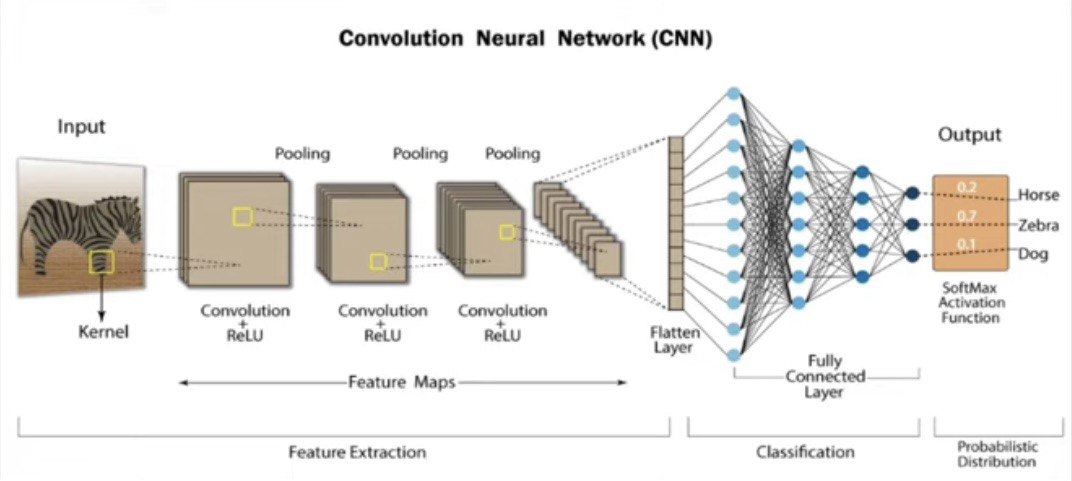 Convolution Neural Network (CNN)
Input
Pooling
Pooling
Pooling
Output
0.2
Horse
0.7
Zebra
0.1
Dog
Kernel
Convolution
+
ReLU
Convolution
+
ReLU
Convolution
+
ReLU
Flatten
Layer
SoftMax
Activation
Function
Fully
Connected
Layer
Feature Maps
Feature Extraction
Classification
Probabilistic
Distribution